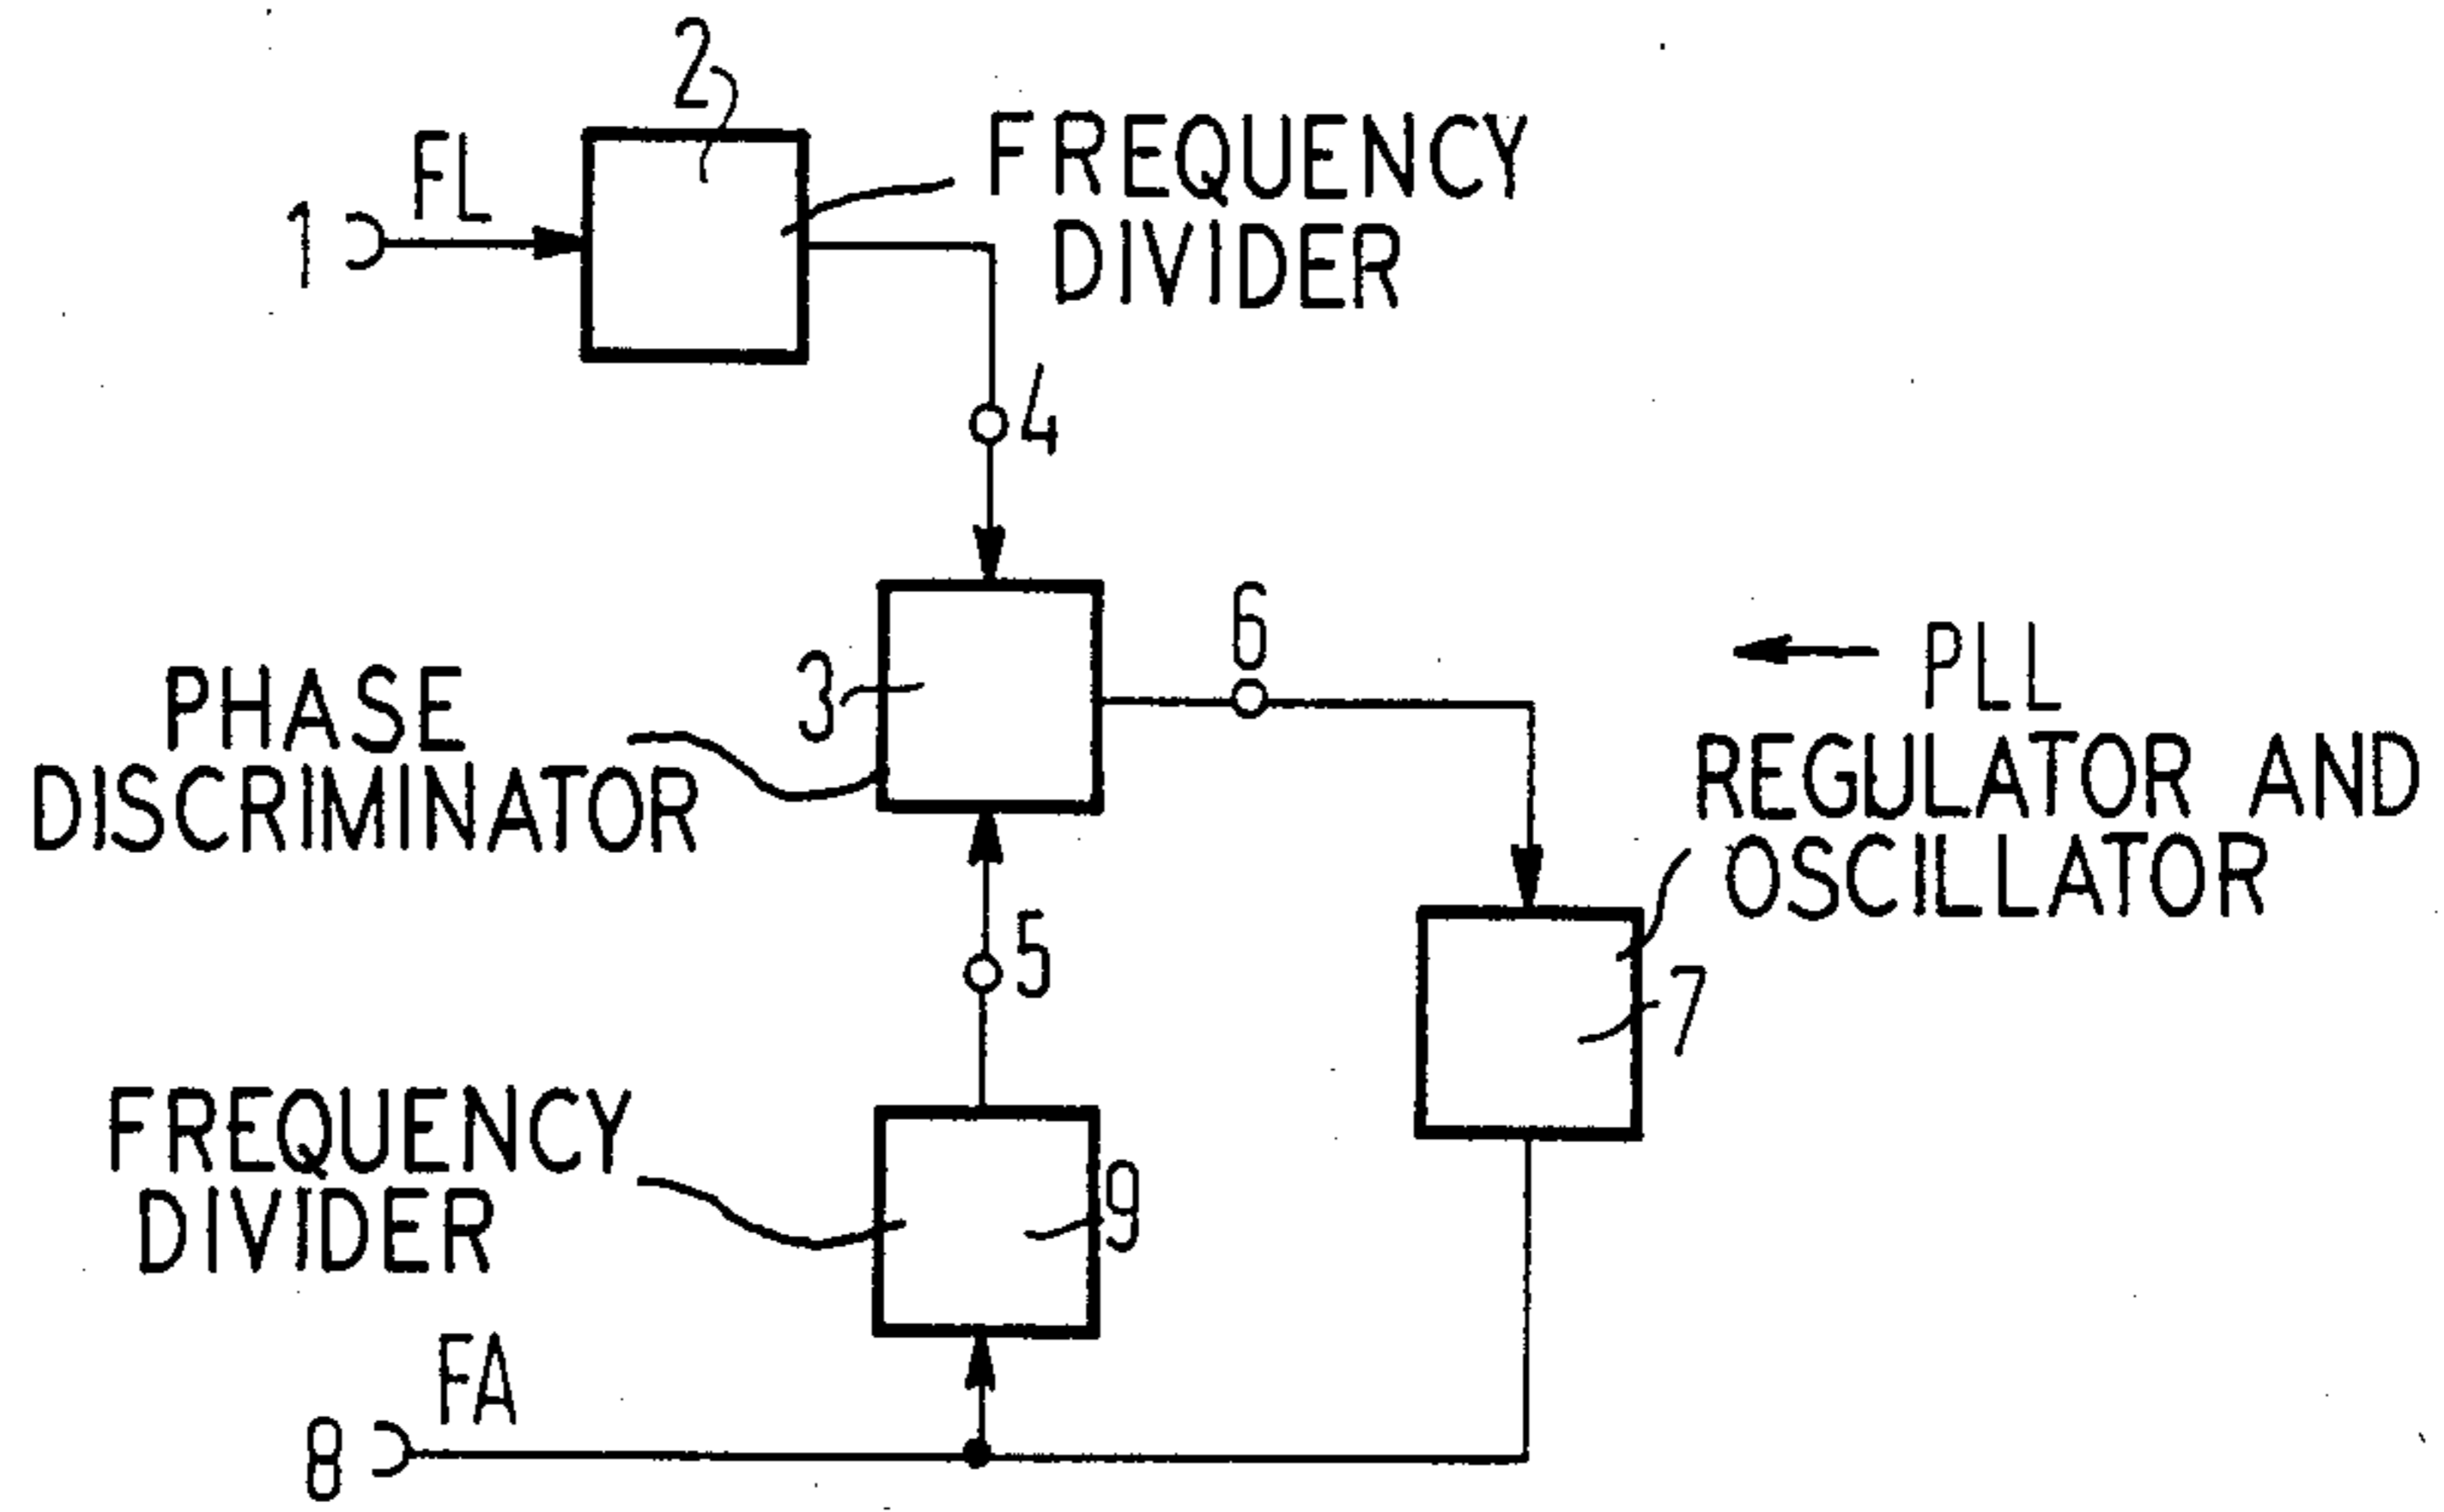 2
FL
1
FREQUENCY
DIVIDER
4
6
3
PHASE
DISCRIMINATOR
PLL
REGULATOR AND
OSCILLATOR
5
7
FREQUENCY
DIVIDER
9
FA
8